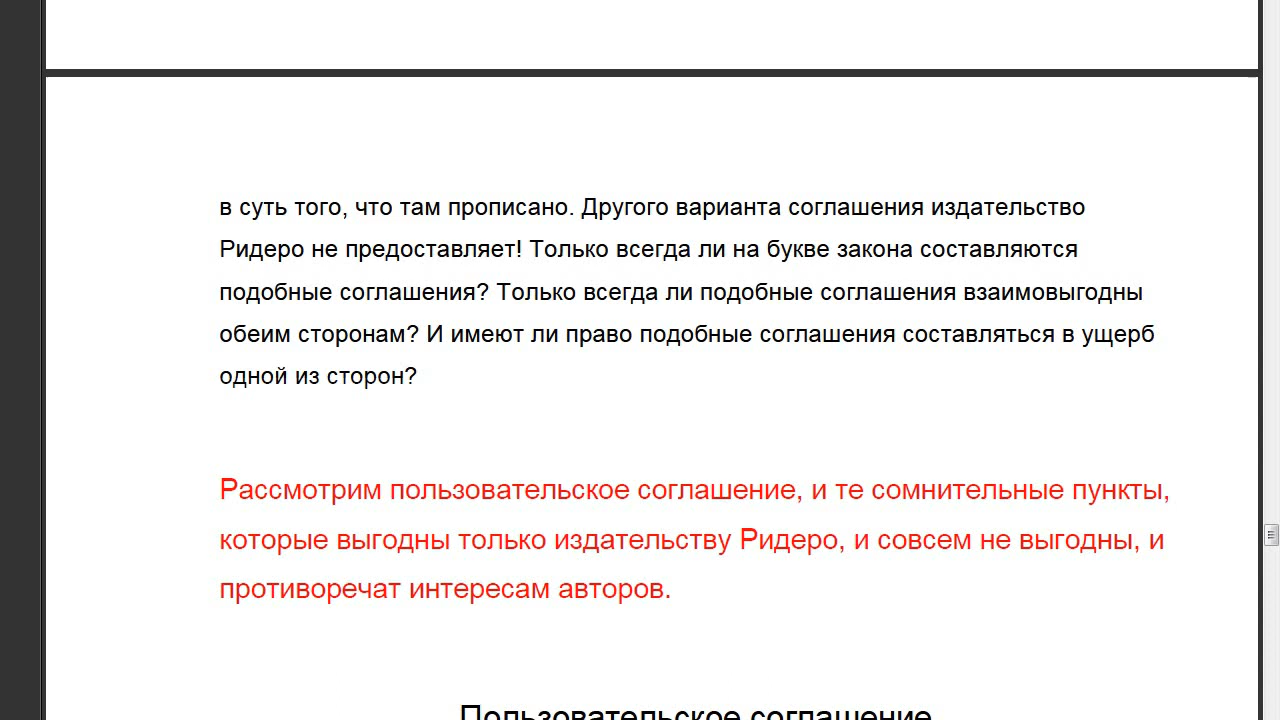 в суть того, что там прописано. Другого варианта соглашения издательство
Ридеро не предоставляет! Только всегда ли на букве закона составляются
подобные соглашения? Только всегда ли подобные соглашения взаимовыгодны
обеим сторонам? И имеют ли право подобные соглашения составляться в ущерб
одной из сторон?
Рассмотрим пользовательское соглашение, и те сомнительные пункты,
которые выгодны только издательству Ридеро, и совсем не выгодны, и
противоречат интересам авторов.
Пользовательское соглашение